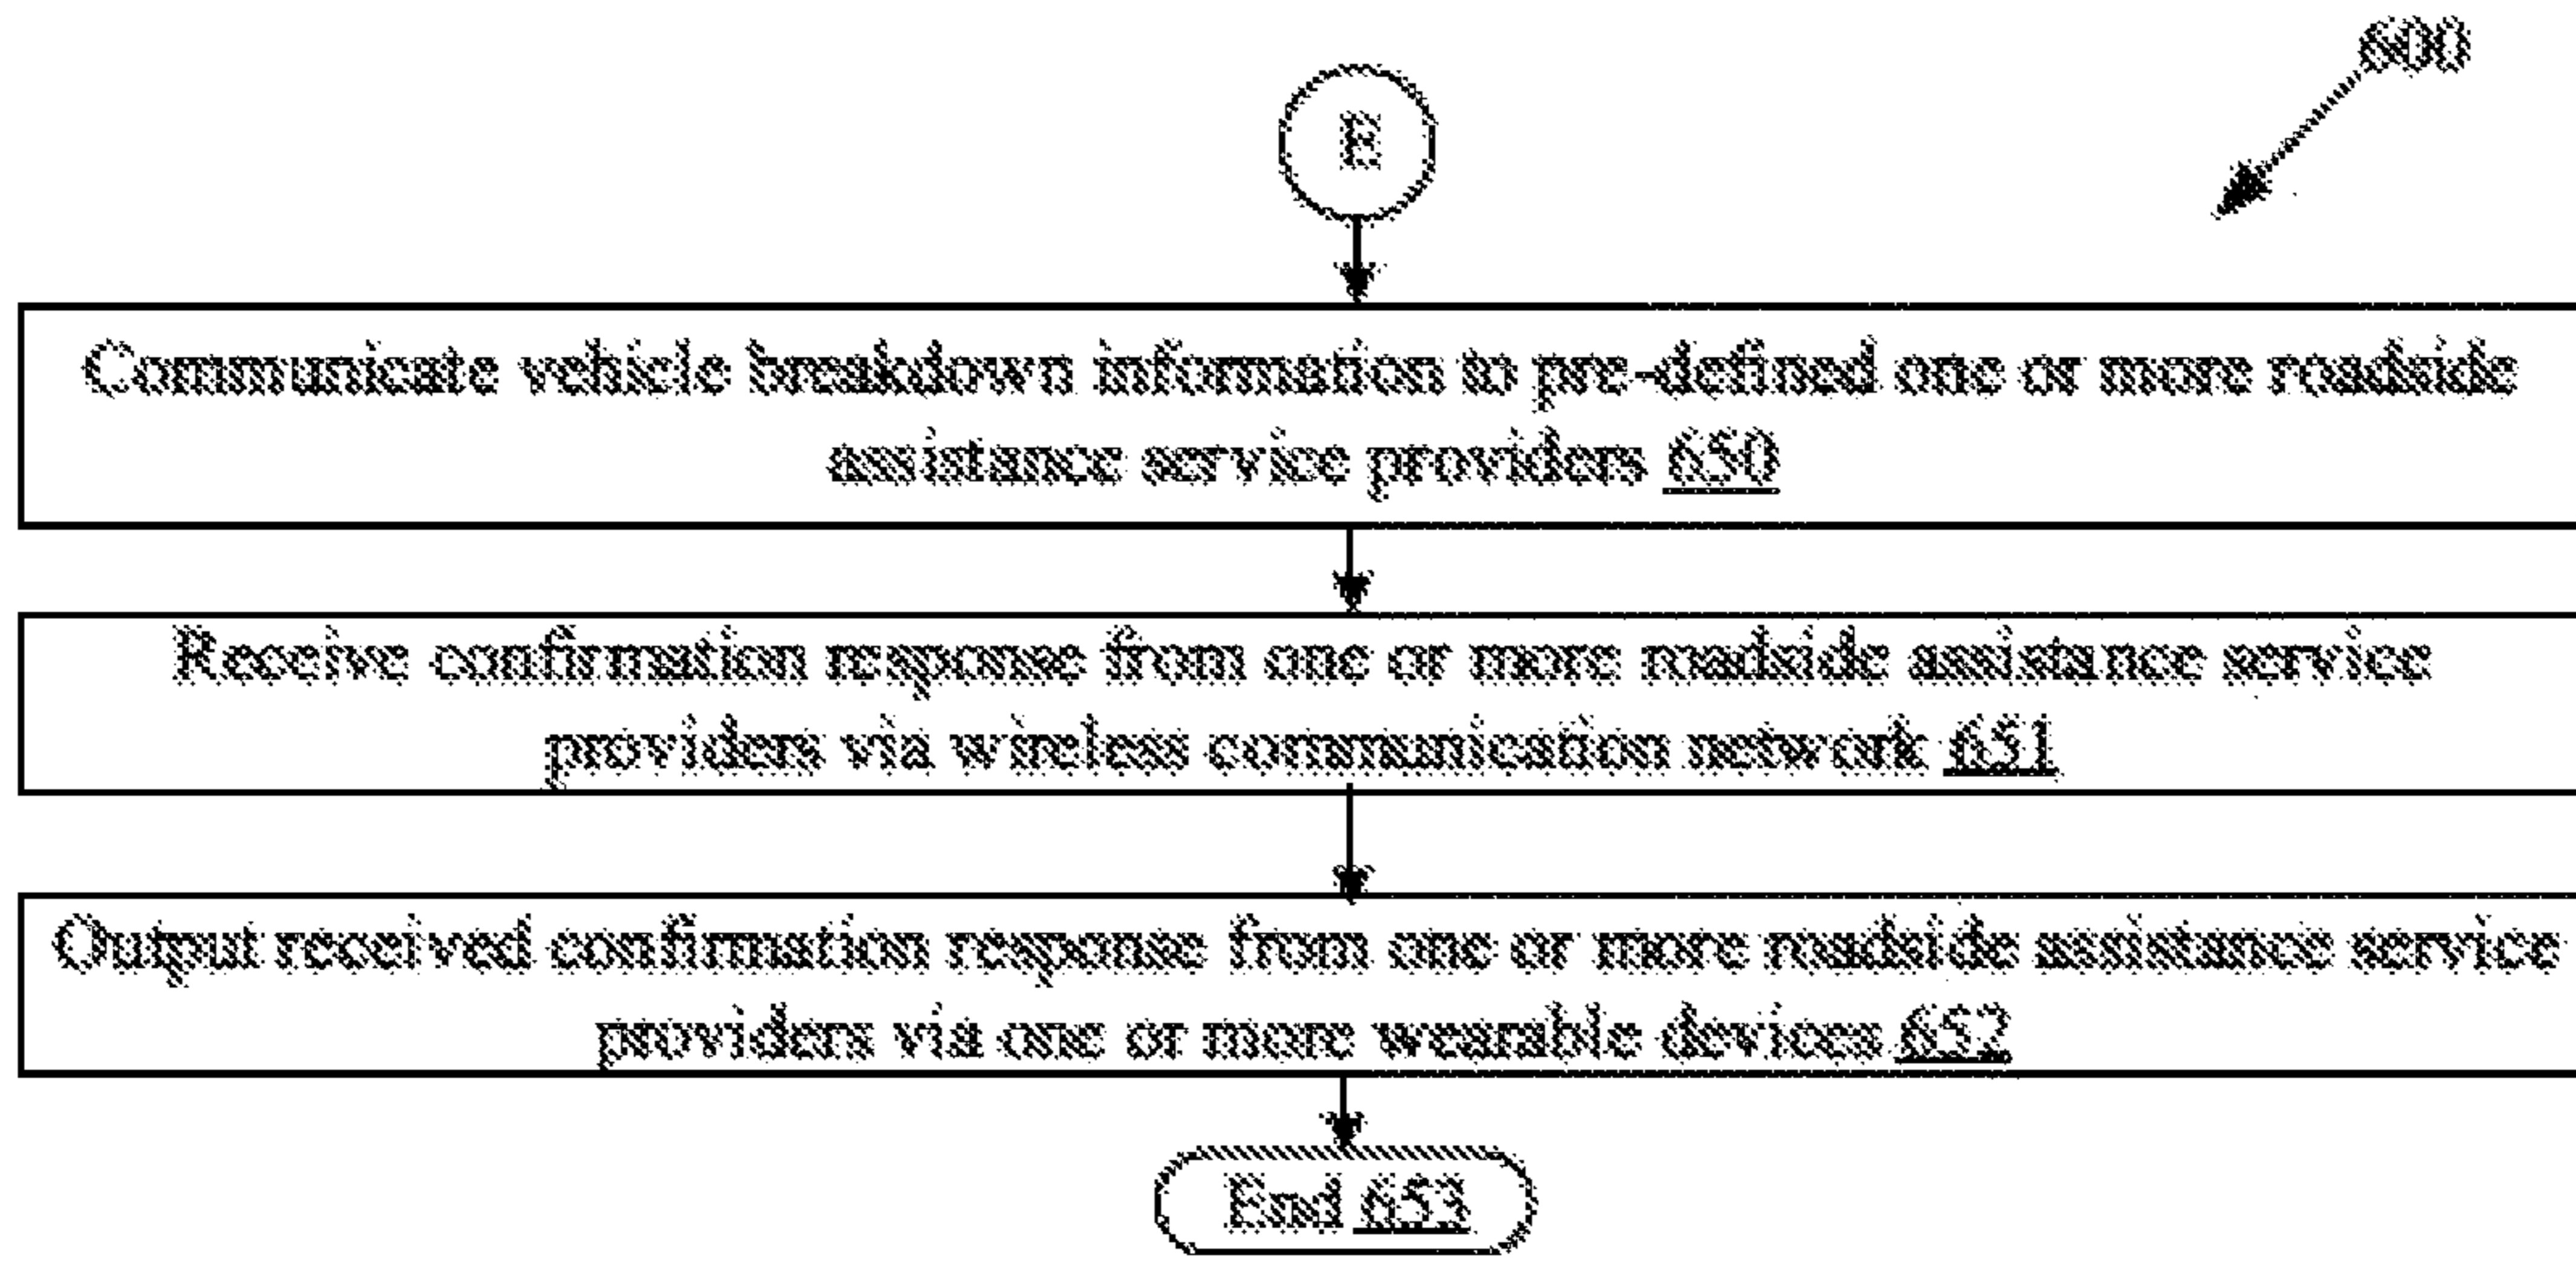 600
E
Communicate vehicle breakdown information to pre-defined one or more roadside
assistance service providers 650
Receive confirmation response from one or more roadside assistance service
providers via wireless communication network 651
Output received confirmation response from one or more roadside assistance service
providers via one or more wearable devices 652
End 653